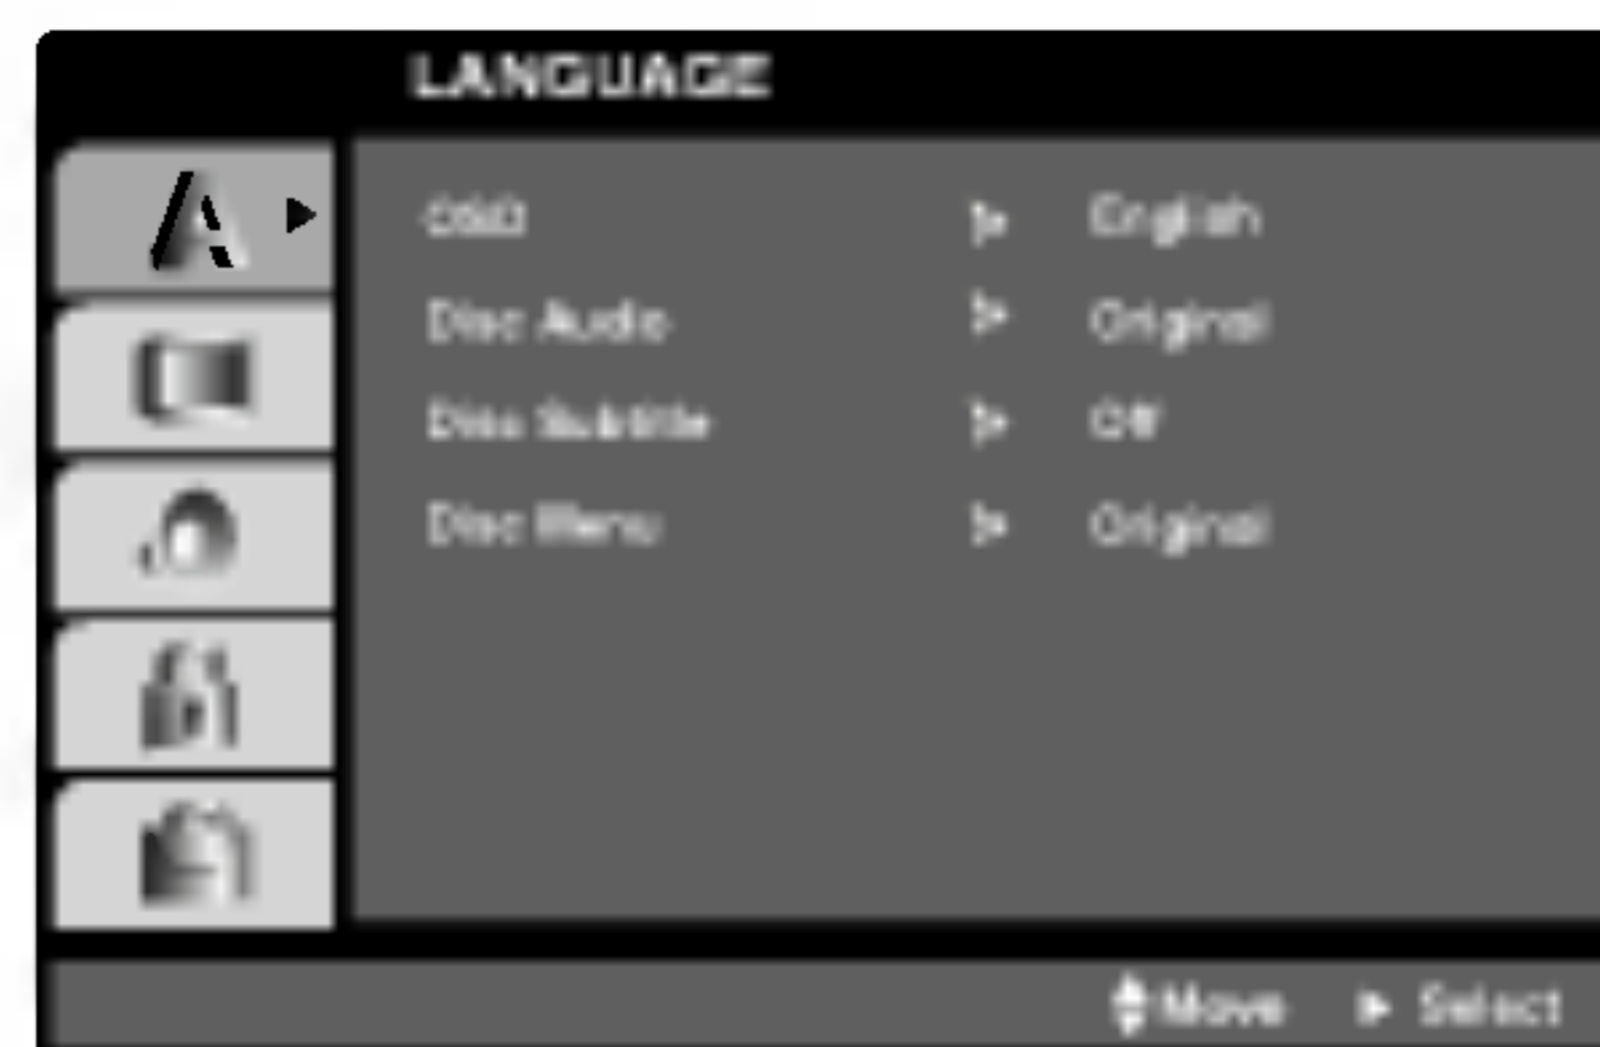 LANGUAGE
OSD English
Disc Audio Original
Disc Subtitle Off
Disc Menu Original
Move Select